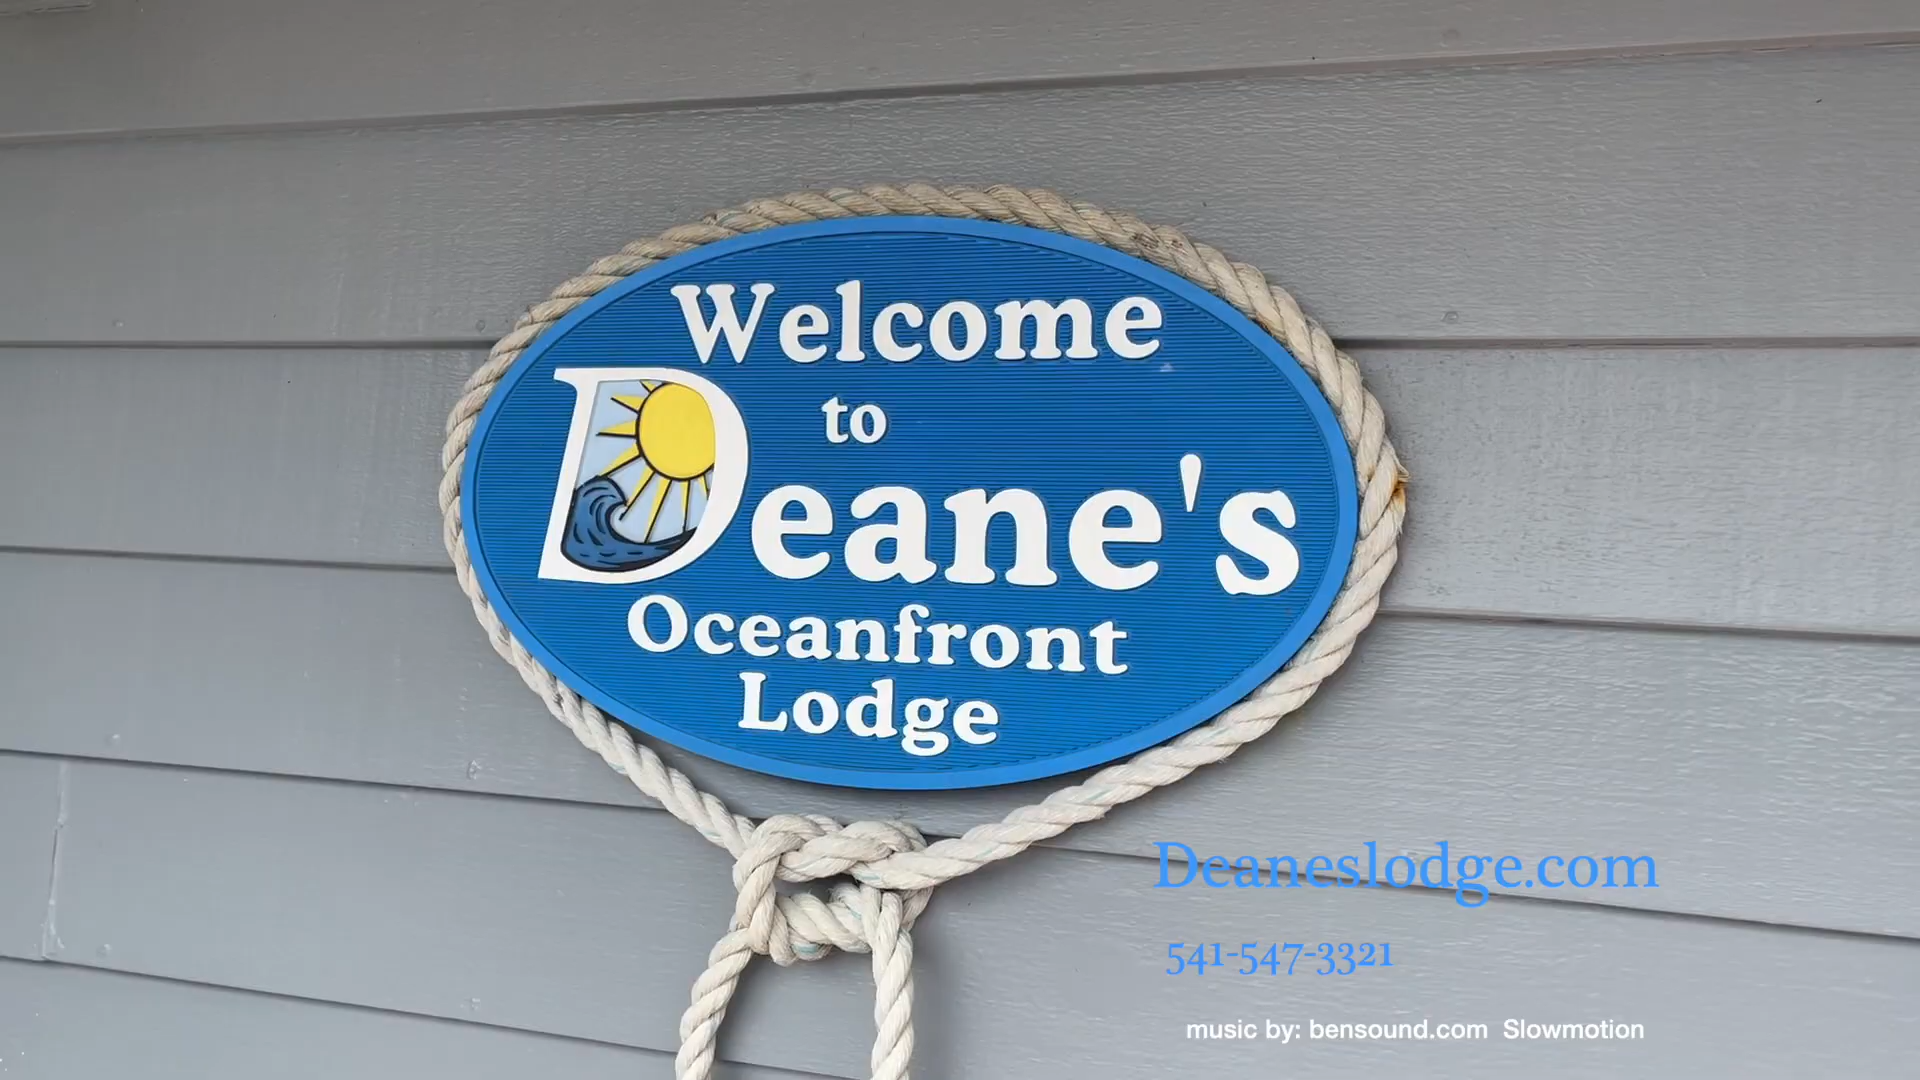 Welcome
to
Deane's
Oceanfront
Lodge
Deaneslodge.com
541-547-3321
music by: bensound.com Slowmotion